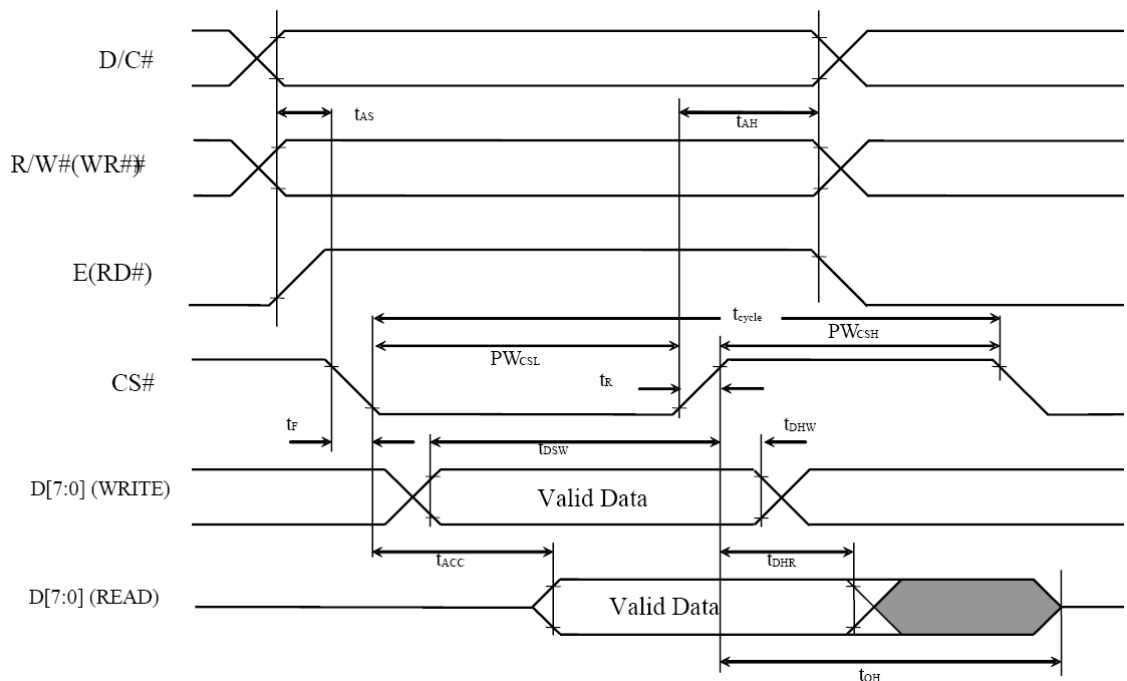 D/C#
tAS
tAH
R/W#(WR##)
E(RD#)
tcycle
PWCSL
PWCSH
CS#
tR
tF
tDSW
tDHW
D[7:0] (WRITE)
Valid Data
tACC
tDHR
D[7:0] (READ)
Valid Data
tOH